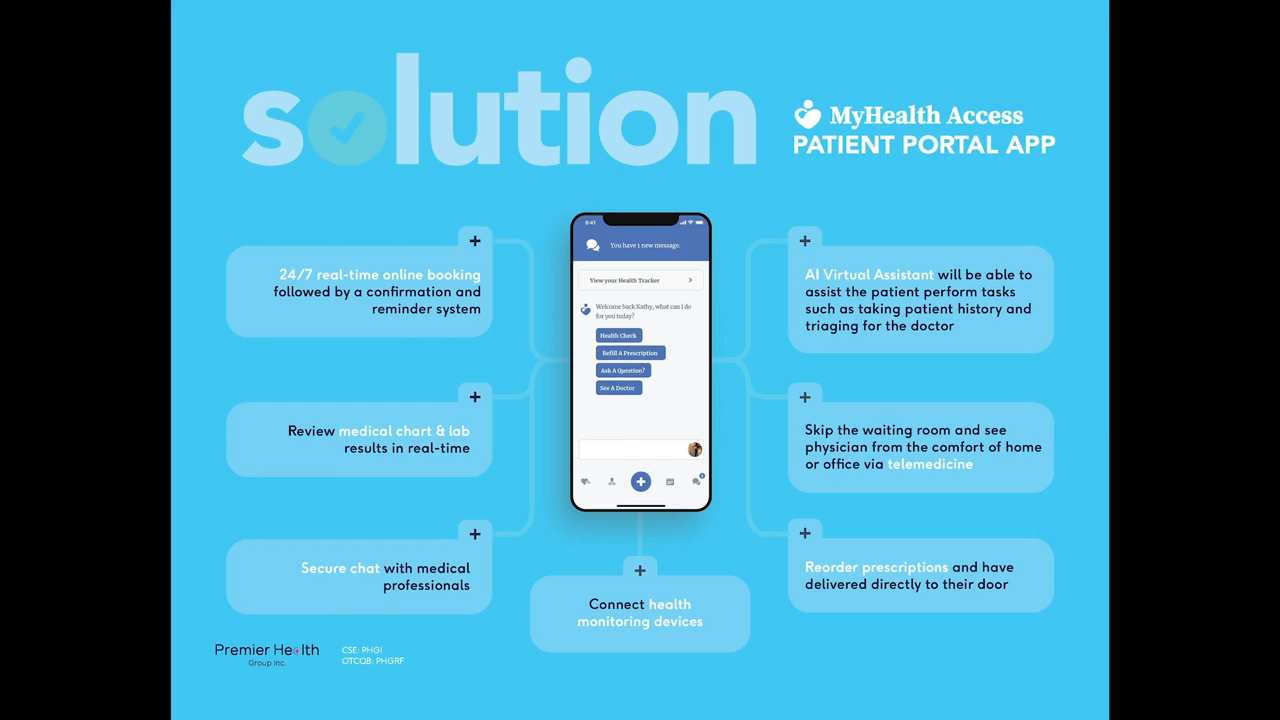 solution
MyHealth Access
PATIENT PORTAL APP
+
24/7 real-time online booking
followed by a confirmation and
reminder system
+
Review medical chart & lab
results in real-time
+
Secure chat with medical
professionals
9:41
You have 1 new message.
View your Health Tracker
Welcome back Kathy, what can I do
for you today?
Health Check
Refill A Prescription
Ask A Question?
See A Doctor
+
1
+
Connect health
monitoring devices
+
AI Virtual Assistant will be able to
assist the patient perform tasks
such as taking patient history and
triaging for the doctor
+
Skip the waiting room and see
physician from the comfort of home
or office via telemedicine
+
Reorder prescriptions and have
delivered directly to their door
Premier Health
Group Inc.
CSE: PHGI
OTCQB: PHGRF